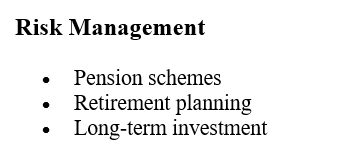 Risk Management
• Pension schemes
• Retirement planning
• Long-term investment